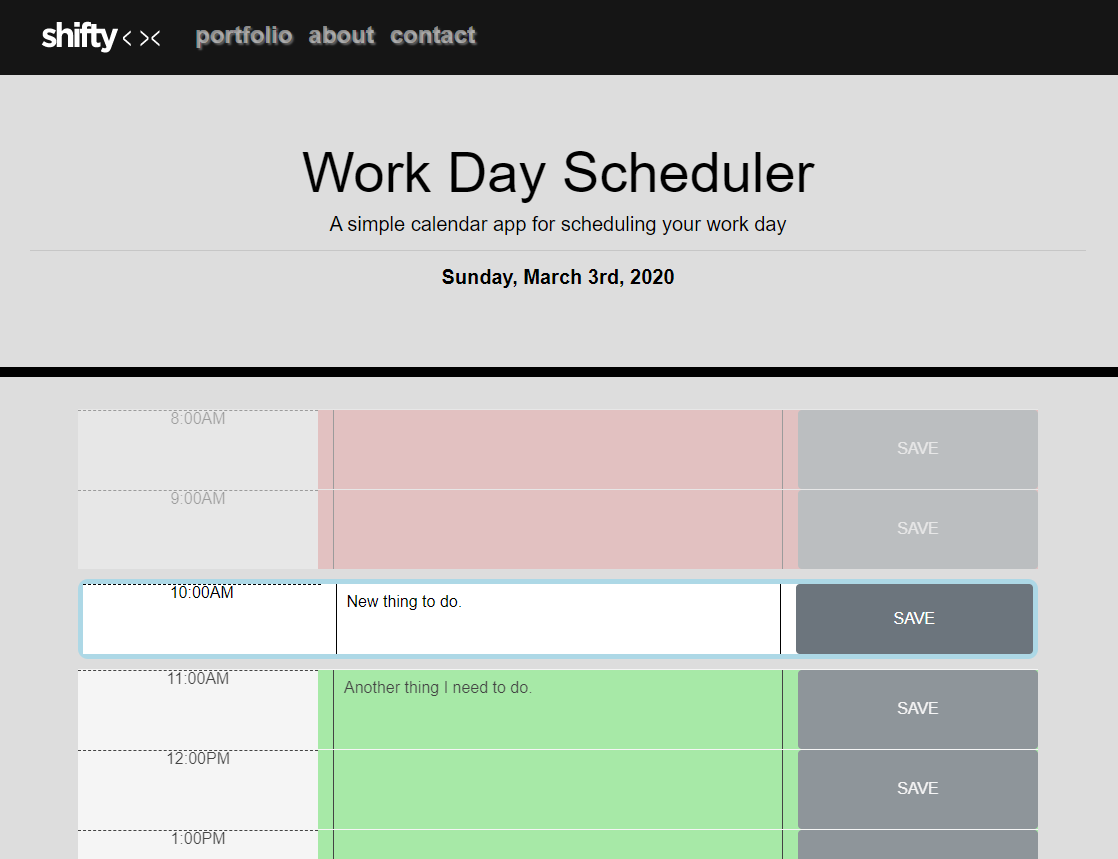 shifty <>< portfolio about contact
Work Day Scheduler
A simple calendar app for scheduling your work day
Sunday, March 3rd, 2020
8:00AM SAVE
9:00AM SAVE
10:00AM New thing to do. SAVE
11:00AM Another thing I need to do. SAVE
12:00PM SAVE
1:00PM